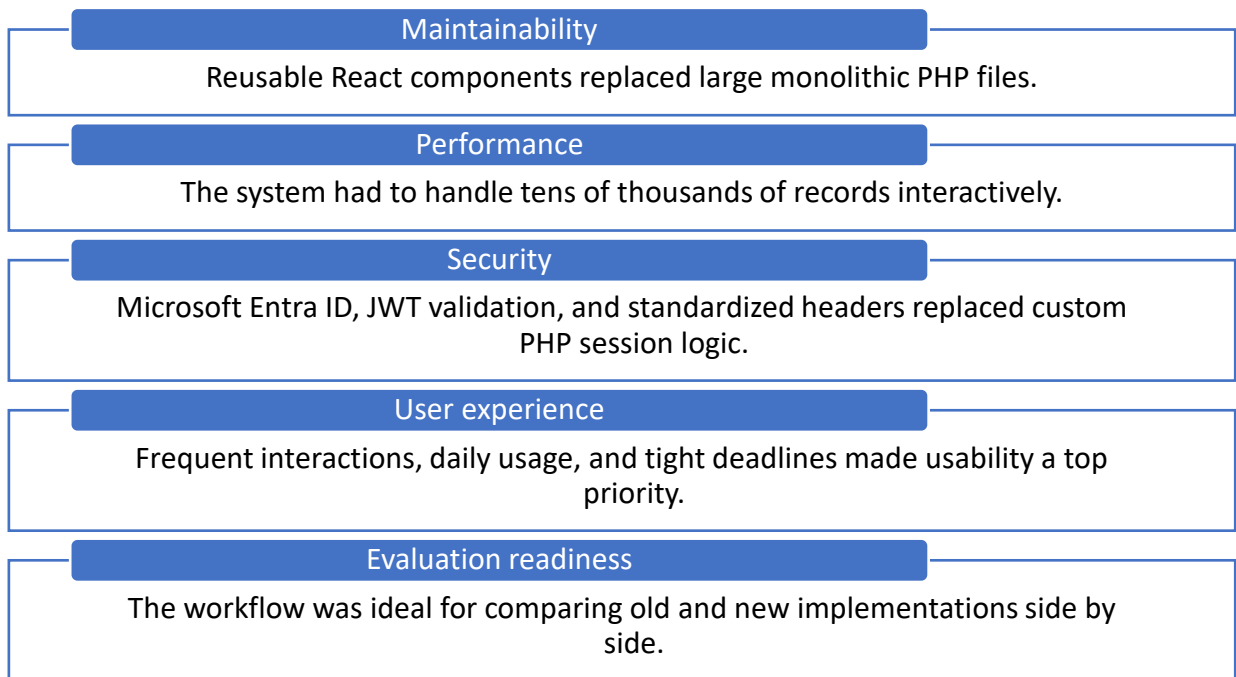 Maintainability
Reusable React components replaced large monolithic PHP files.
Performance
The system had to handle tens of thousands of records interactively.
Security
Microsoft Entra ID, JWT validation, and standardized headers replaced custom
PHP session logic.
User experience
Frequent interactions, daily usage, and tight deadlines made usability a top
priority.
Evaluation readiness
The workflow was ideal for comparing old and new implementations side by
side.